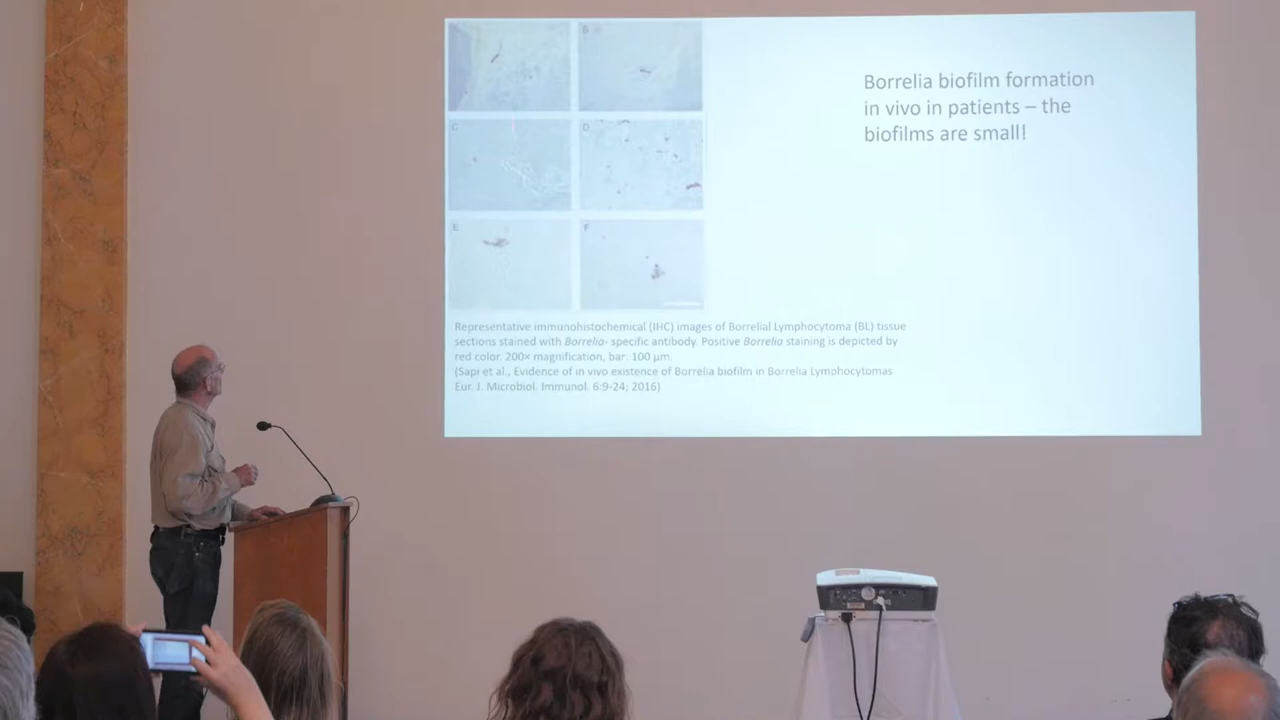 B
C
D
E
F
Borrelia biofilm formation
in vivo in patients – the
biofilms are small!
Representative immunohistochemical (IHC) images of Borrelial Lymphocytoma (BL) tissue
sections stained with Borrelia- specific antibody. Positive Borrelia staining is depicted by
red color. 200× magnification, bar: 100 µm.
(Sapi et al., Evidence of in vivo existence of Borrelia biofilm in Borrelia Lymphocytomas
Eur. J. Microbiol. Immunol. 6:9-24; 2016)